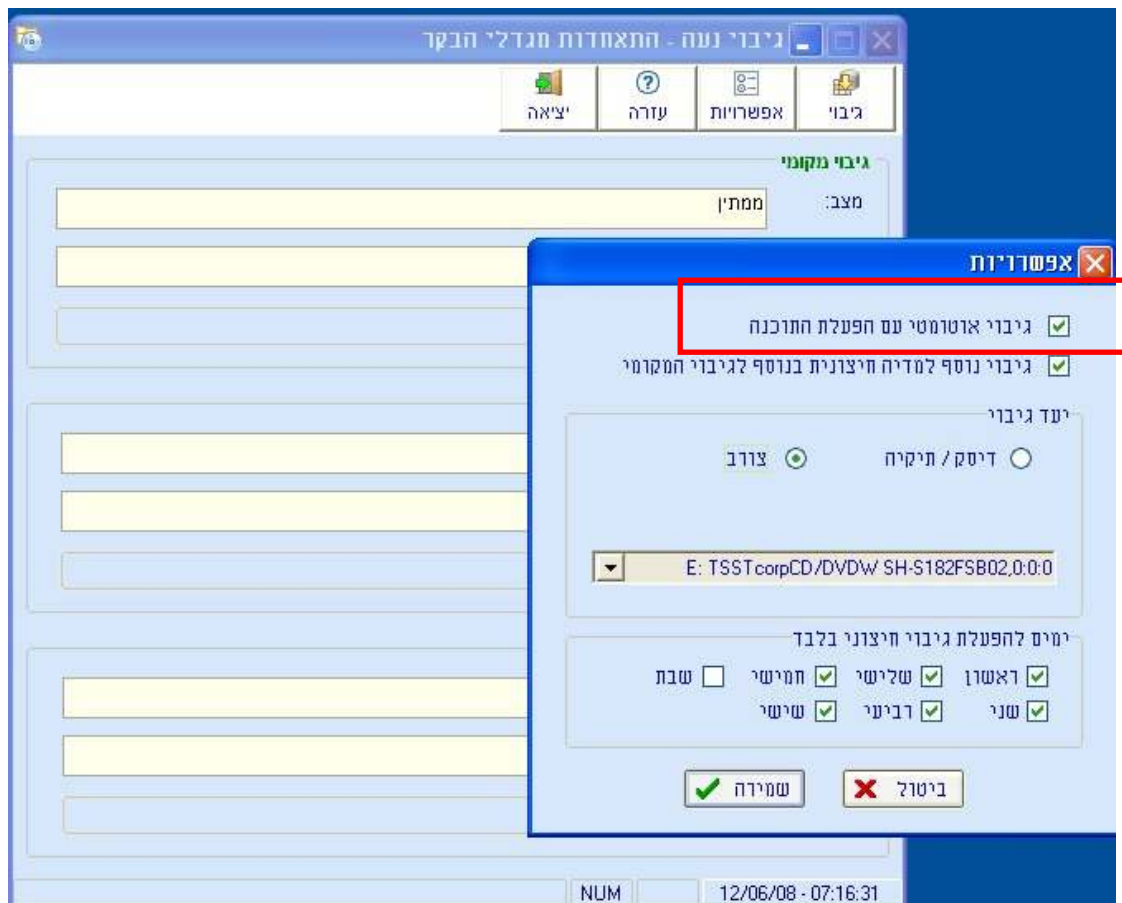 גיבוי נעה - התאחדות מגדלי הבקר
גיבוי אפשרויות עזרה יציאה
גיבוי מקומי
מצב: ממתין
אפשרויות
גיבוי אוטומטי עם הפעלת התוכנה
גיבוי נוסף למדיה חיצונית בנוסף לגיבוי המקומי
יעד גיבוי
דיסק / תיקיה צורב
E: TSSTcorpCD/DVDW SH-S182FSB02,0:0:0
ימים להפעלת גיבוי חיצוני בלבד
ראשון שלישי חמישי שבת
שני רביעי שישי
ביטול שמירה
NUM 12/06/08 - 07:16:31